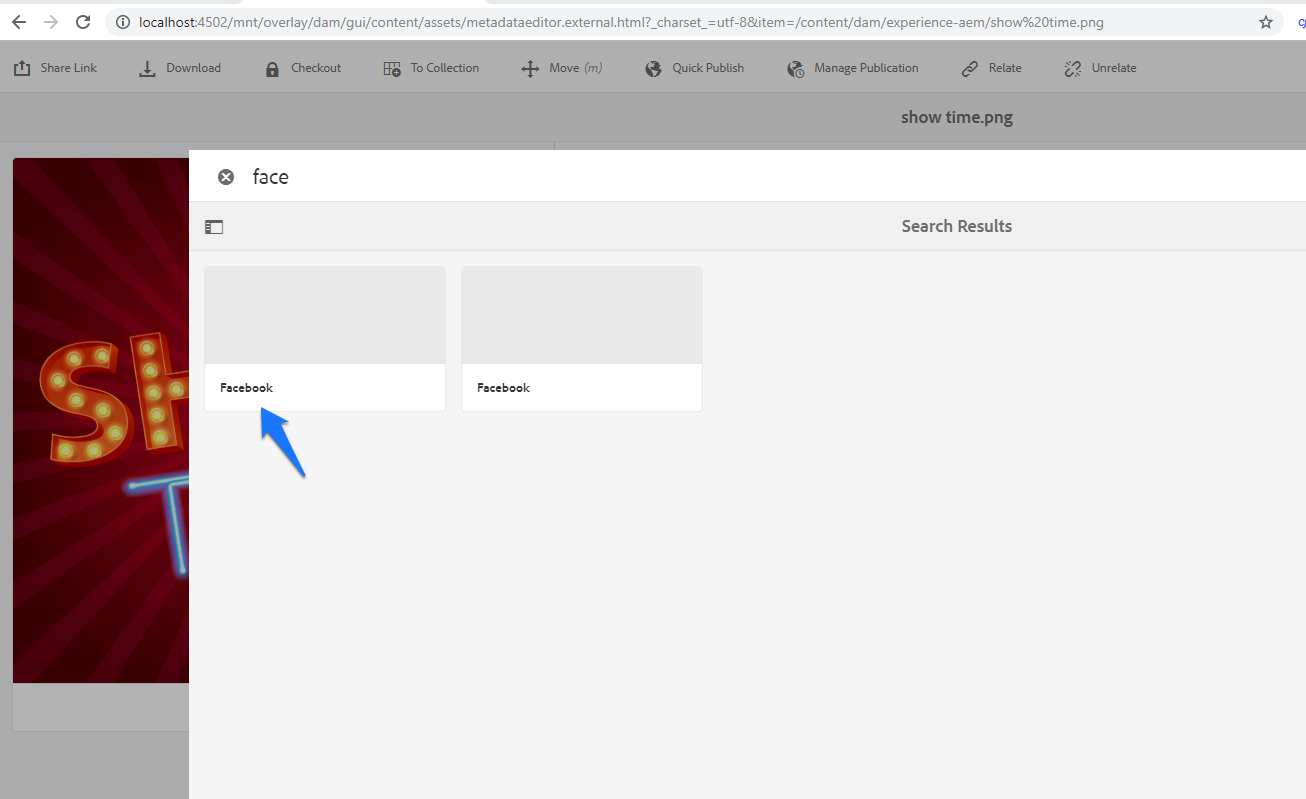 localhost:4502/mnt/overlay/dam/gui/content/assets/metadataeditor.external.html?_charset_=utf-8&item=/content/dam/experience-aem/show%20time.png
Share Link Download Checkout To Collection Move (m) Quick Publish Manage Publication Relate Unrelate
show time.png
face
Search Results
Facebook Facebook